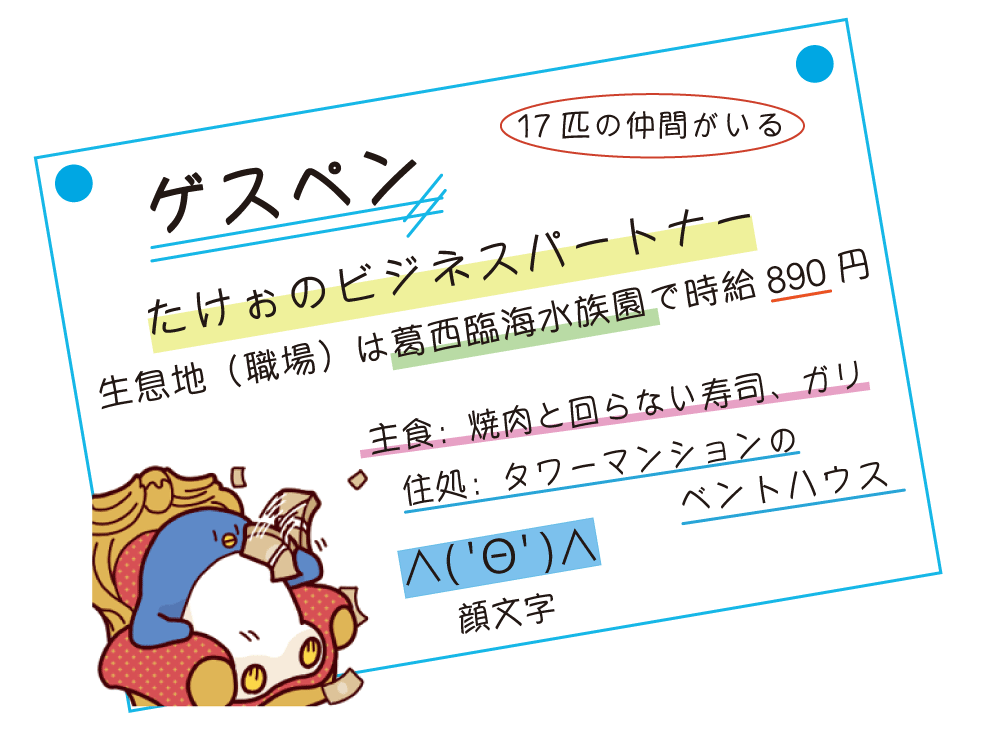 17匹の仲間がいる
ゲスペン
たけぉのビジネスパートナー
生息地（職場）は葛西臨海水族園で時給890円
主食：焼肉と回らない寿司、ガリ
住処：タワーマンションの
ベントハウス
∧('Θ')∧
顔文字